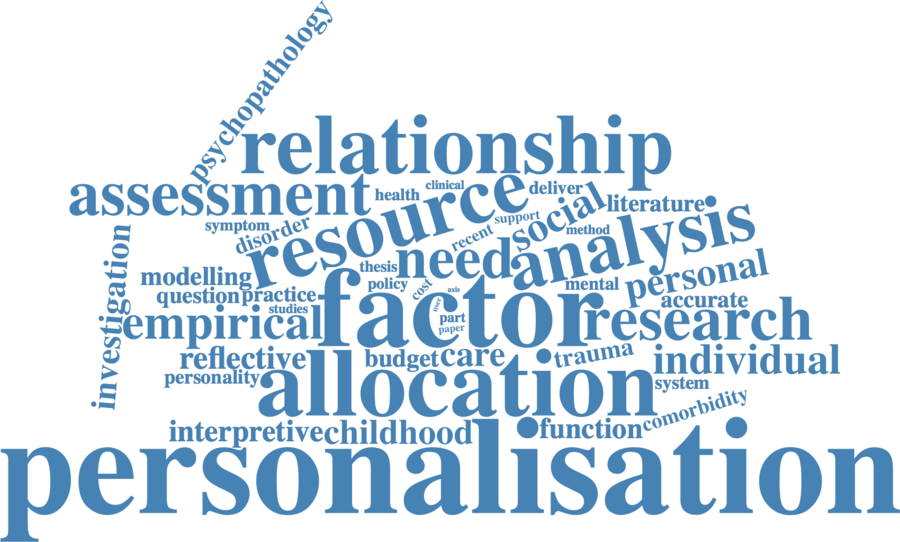 psychopathology
relationship
assessment
health
clinical
resource
deliver
social
literature
symptom
disorder
support
recent
method
analysis
investigation
thesis
need
modelling
policy
cost
axis
mental
personal
question
practice
studies
factor
user
part
paper
accurate
empirical
research
reflective
budget
care
trauma
individual
personality
allocation
system
comorbidity
interpretive
childhood
function
personalisation